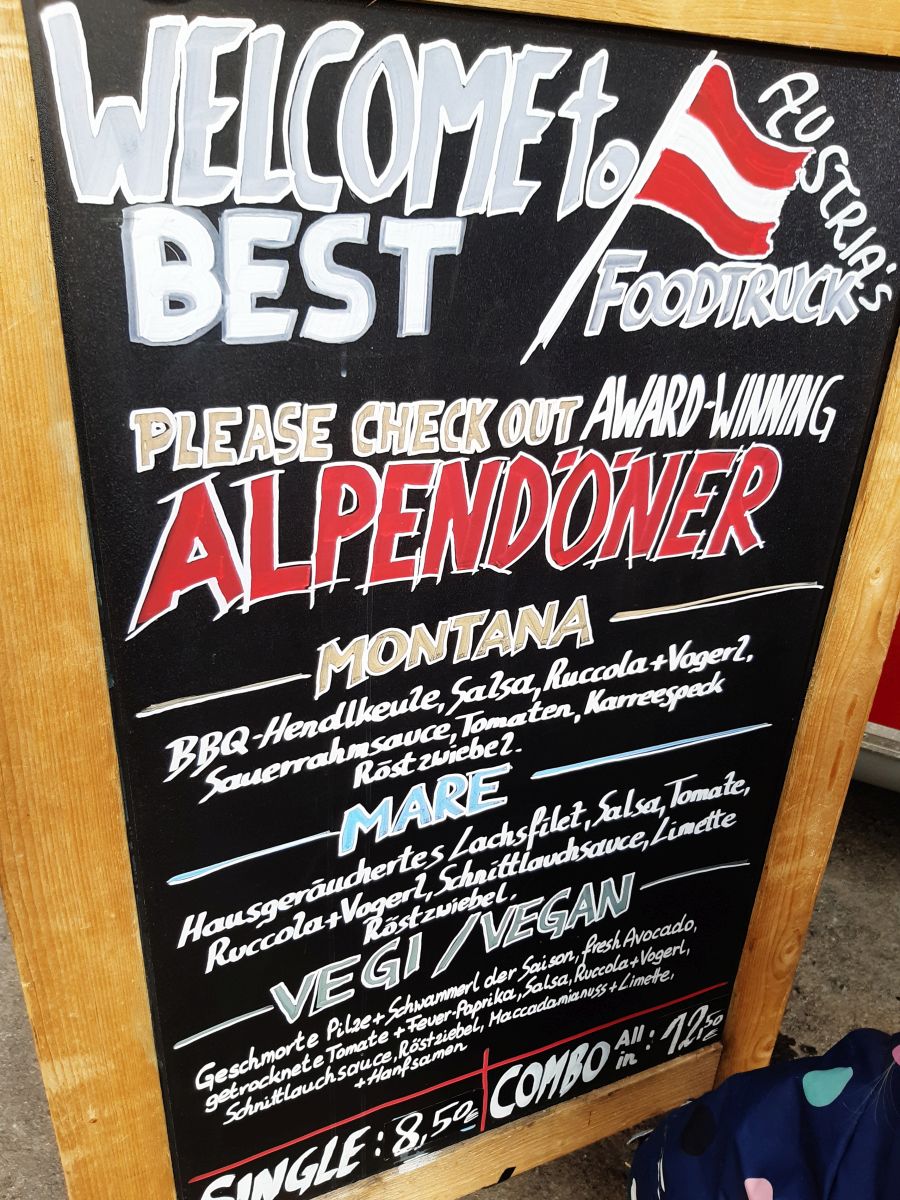 WELCOME to
BEST
AUSTRIA'S
FOODTRUCK
PLEASE CHECK OUT AWARD-WINNING
ALPENDÖNER
MONTANA
BBQ-Hendlkeule, Salsa, Ruccola + Vogerl,
Sauerrahmsauce, Tomaten, Karreespeck
Röstzwiebel.
MARE
Hausgeräuchertes Lachsfilet, Salsa, Tomate,
Ruccola + Vogerl, Schnittlauchsauce, Limette
Röstzwiebel.
VEGI / VEGAN
Geschmorte Pilze + Schwammerl der Saison, fresh Avocado,
getrocknete Tomate + Feuer-Paprika, Salsa, Ruccola + Vogerl,
Schnittlauchsauce, Röstziebel, Maccadamianuss + Limette,
+ Hanfsamen
SINGLE: 8,50€
COMBO All in: 12,50€